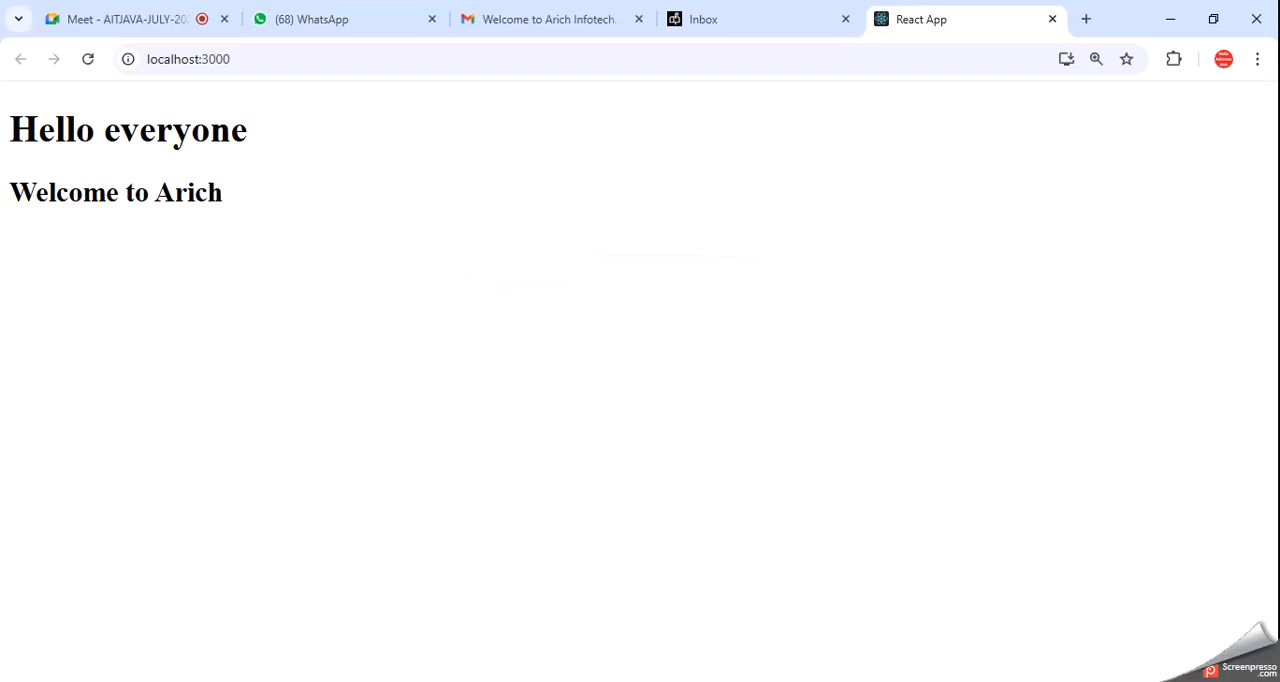 Meet - AITJAVA-JULY-20
(68) WhatsApp
Welcome to Arich Infotech.
Inbox
React App
localhost:3000
Hello everyone
Welcome to Arich
Screenpresso
.com